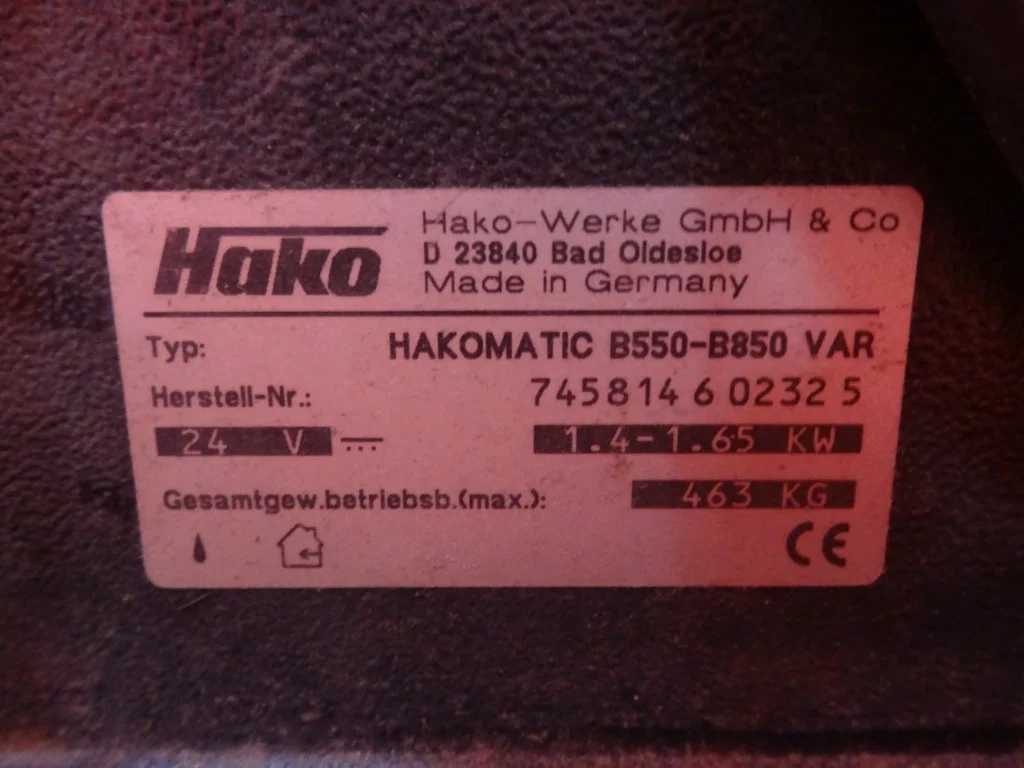 Hako
Hako-Werke GmbH & Co
D 23840 Bad Oldesloe
Made in Germany
Typ: HAKOMATIC B550-B850 VAR
Herstell-Nr.: 745814 6 0232 5
24 V 1.4-1.65 KW
Gesamtgew.betriebsb.(max.): 463 KG
CE